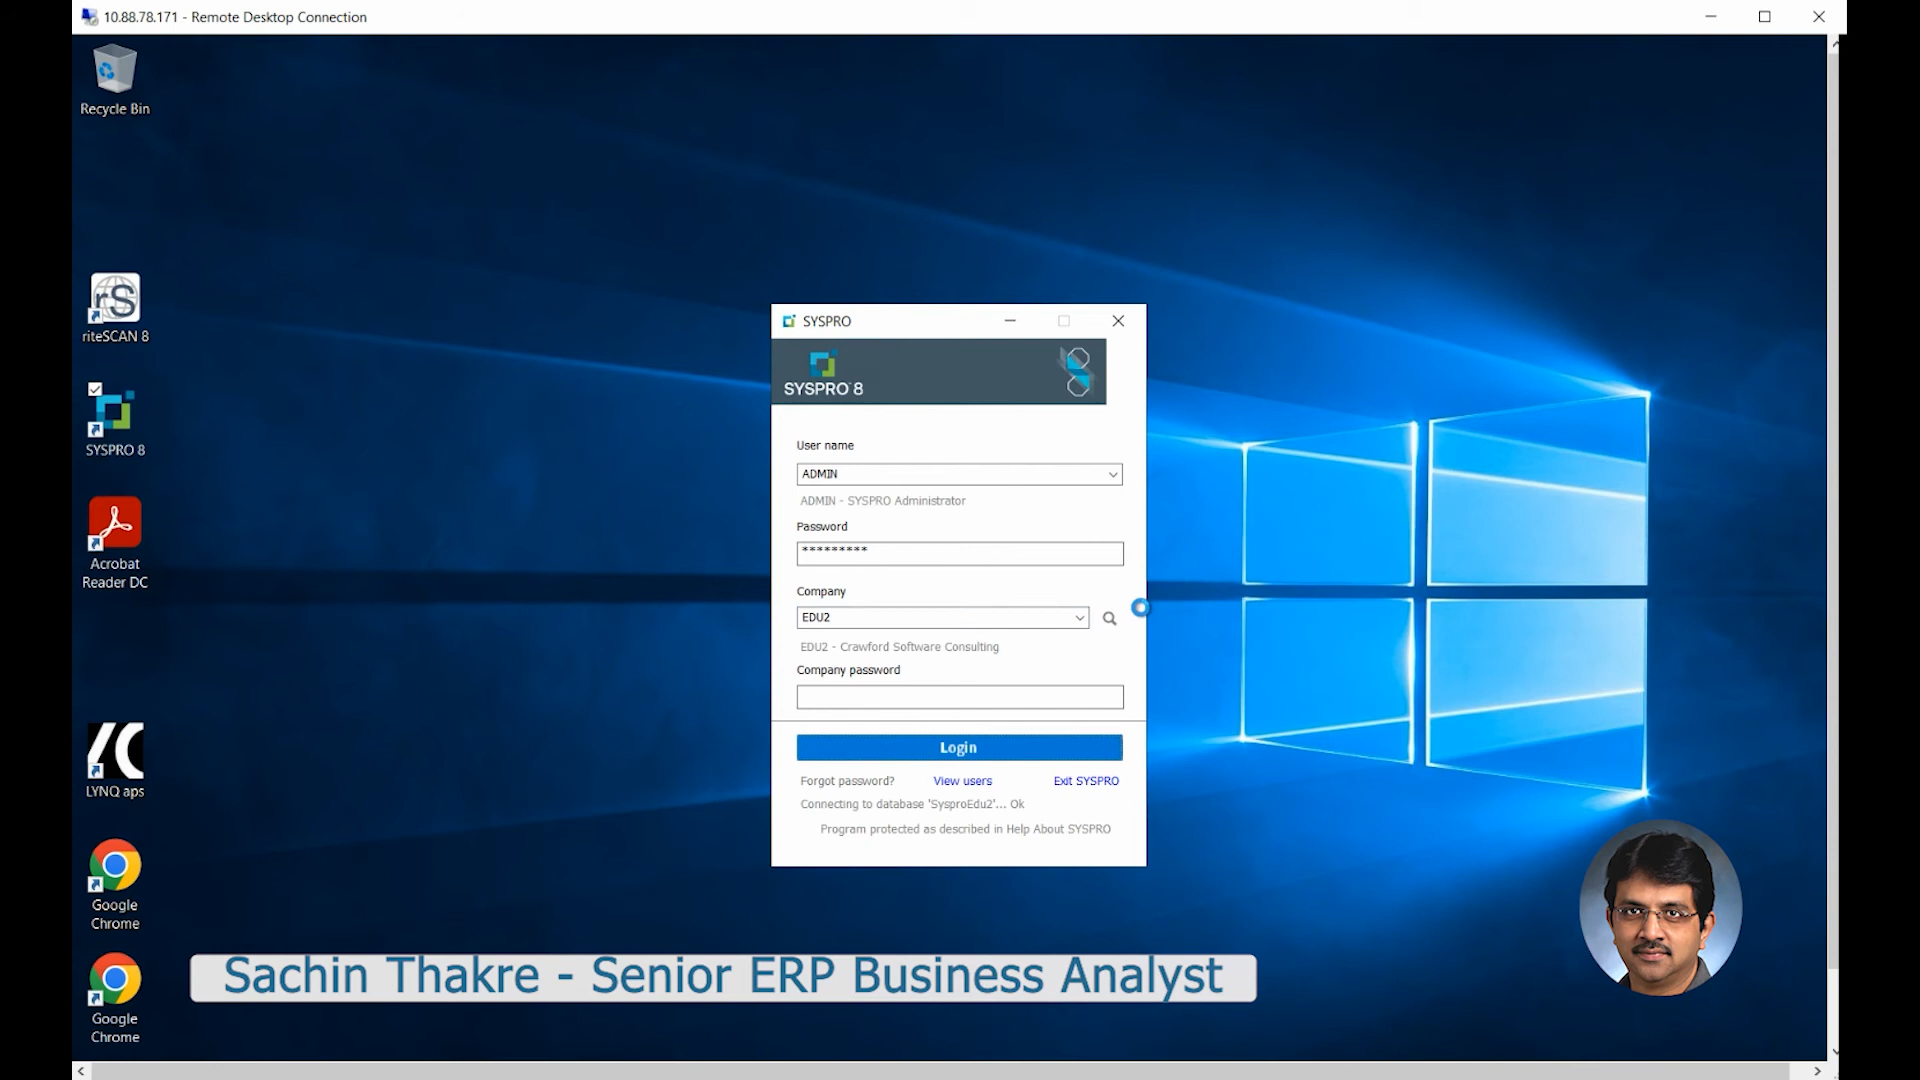 10.88.78.171 - Remote Desktop Connection
Recycle Bin
rS
riteSCAN 8
SYSPRO 8
Acrobat
Reader DC
LYNQ aps
Google
Chrome
Google
Chrome
SYSPRO
SYSPRO™ 8
User name
ADMIN
ADMIN - SYSPRO Administrator
Password
*********
Company
EDU2
EDU2 - Crawford Software Consulting
Company password
Login
Forgot password? View users Exit SYSPRO
Connecting to database 'SysproEdu2'... Ok
Program protected as described in Help About SYSPRO
Sachin Thakre - Senior ERP Business Analyst